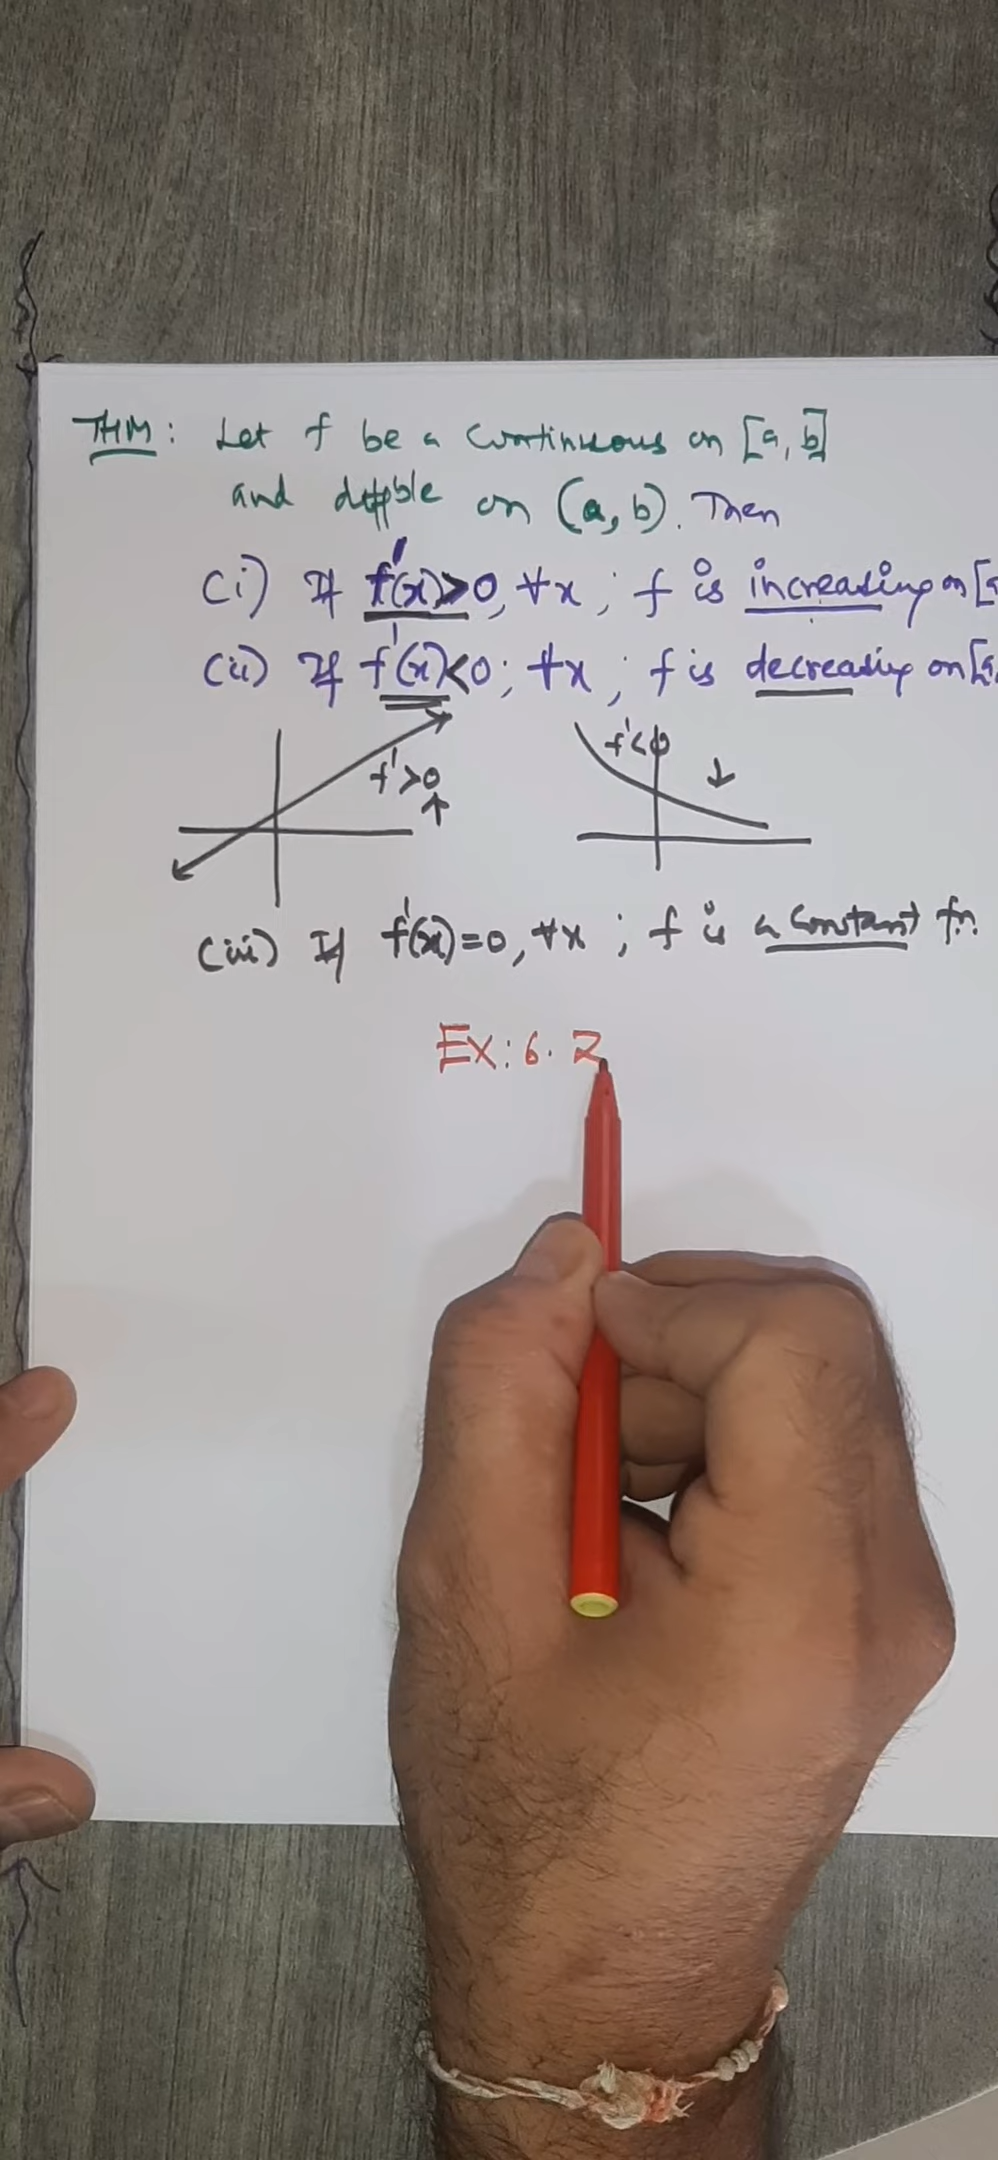 THM: Let f be a continuous on [a, b]
and diffble on (a, b). Then
(i) If f'(x)>0, ∀x ; f is increasing on [a
(ii) If f'(x)<0; ∀x ; f is decreasing on [a,
f'>0 ↑
f'<0 ↓
(iii) If f'(x)=0, ∀x ; f is a constant fn.
Ex: 6.2